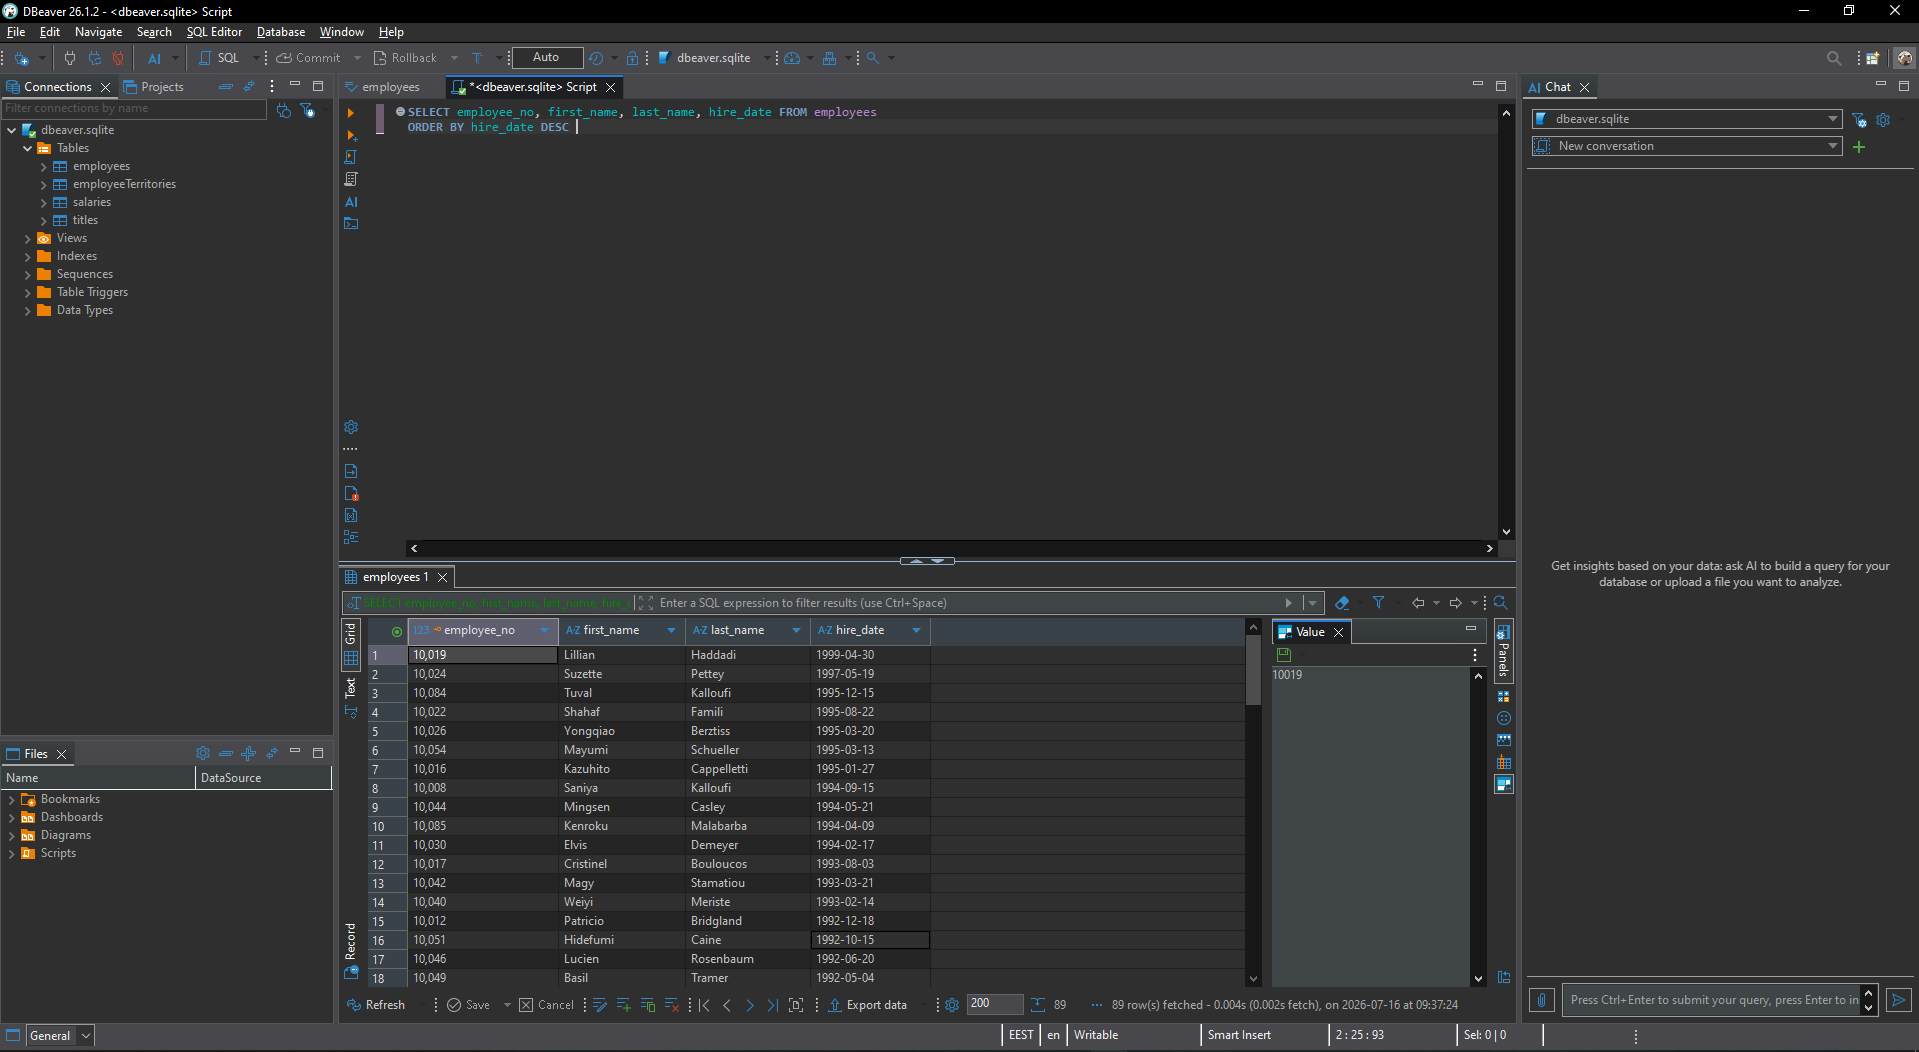 DBeaver 26.1.2 - <dbeaver.sqlite> Script
File Edit Navigate Search SQL Editor Database Window Help
AI SQL Commit Rollback T Auto dbeaver.sqlite
Connections Projects
Filter connections by name
dbeaver.sqlite
Tables
employees
employeeTerritories
salaries
titles
Views
Indexes
Sequences
Table Triggers
Data Types
Files
Name DataSource
Bookmarks
Dashboards
Diagrams
Scripts
employees *<dbeaver.sqlite> Script
SELECT employee_no, first_name, last_name, hire_date FROM employees
ORDER BY hire_date DESC
AI
employees 1
SELECT employee_no, first_name, last_name, hire_ Enter a SQL expression to filter results (use Ctrl+Space)
Grid
Text
Record
123 employee_no A-Z first_name A-Z last_name A-Z hire_date
1 10,019 Lillian Haddadi 1999-04-30
2 10,024 Suzette Pettey 1997-05-19
3 10,084 Tuval Kalloufi 1995-12-15
4 10,022 Shahaf Famili 1995-08-22
5 10,026 Yongqiao Berztiss 1995-03-20
6 10,054 Mayumi Schueller 1995-03-13
7 10,016 Kazuhito Cappelletti 1995-01-27
8 10,008 Saniya Kalloufi 1994-09-15
9 10,044 Mingsen Casley 1994-05-21
10 10,085 Kenroku Malabarba 1994-04-09
11 10,030 Elvis Demeyer 1994-02-17
12 10,017 Cristinel Bouloucos 1993-08-03
13 10,042 Magy Stamatiou 1993-03-21
14 10,040 Weiyi Meriste 1993-02-14
15 10,012 Patricio Bridgland 1992-12-18
16 10,051 Hidefumi Caine 1992-10-15
17 10,046 Lucien Rosenbaum 1992-06-20
18 10,049 Basil Tramer 1992-05-04
Value
10019
Panels
Refresh Save Cancel Export data 200 89 89 row(s) fetched - 0.004s (0.002s fetch), on 2026-07-16 at 09:37:24
AI Chat
dbeaver.sqlite
New conversation
Get insights based on your data: ask AI to build a query for your
database or upload a file you want to analyze.
Press Ctrl+Enter to submit your query, press Enter to in
General
EEST en Writable Smart Insert 2 : 25 : 93 Sel: 0 | 0